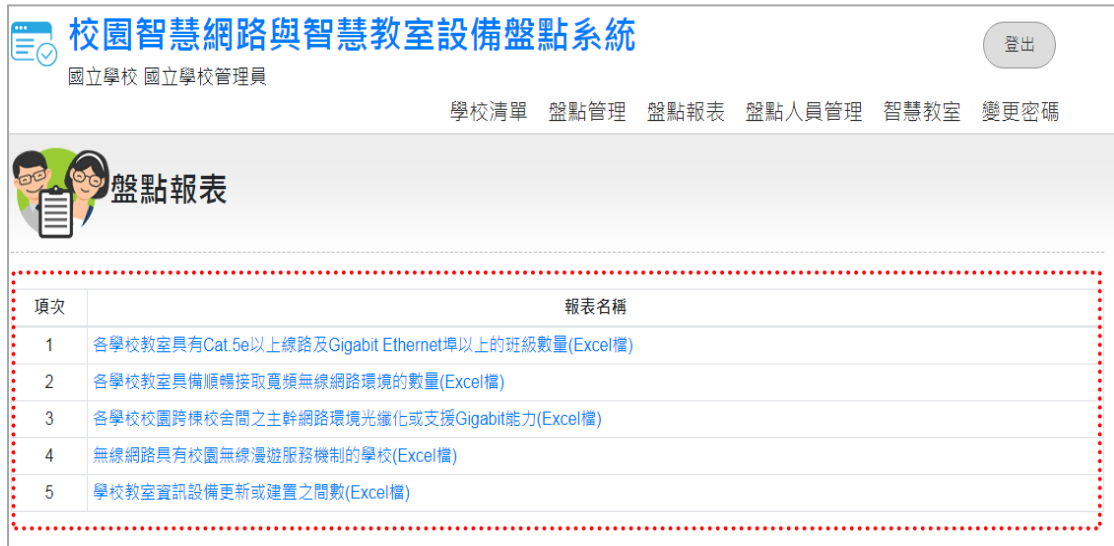 校園智慧網路與智慧教室設備盤點系統
登出
國立學校 國立學校管理員
學校清單 盤點管理 盤點報表 盤點人員管理 智慧教室 變更密碼
盤點報表
項次 報表名稱
1 各學校教室具有Cat.5e以上線路及Gigabit Ethernet埠以上的班級數量(Excel檔)
2 各學校教室具備順暢接取寬頻無線網路環境的數量(Excel檔)
3 各學校校園跨棟校舍間之主幹網路環境光纖化或支援Gigabit能力(Excel檔)
4 無線網路具有校園無線漫遊服務機制的學校(Excel檔)
5 學校教室資訊設備更新或建置之間數(Excel檔)